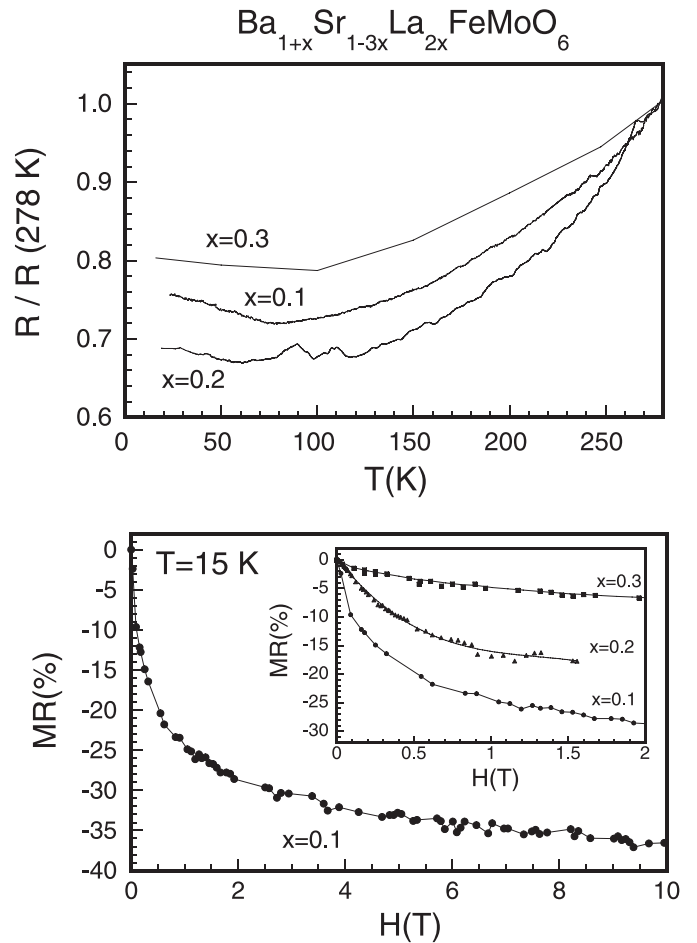 Ba1+xSr1-3xLa2xFeMoO6
R / R (278 K)
1.0
0.9
0.8
0.7
0.6
x=0.3
x=0.1
x=0.2
0 50 100 150 200 250
T(K)
MR(%)
0
-5
-10
-15
-20
-25
-30
-35
-40
T=15 K
x=0.1
MR(%)
0
-5
-10
-15
-20
-25
-30
x=0.3
x=0.2
x=0.1
0 0.5 1 1.5 2
H(T)
0 2 4 6 8 10
H(T)